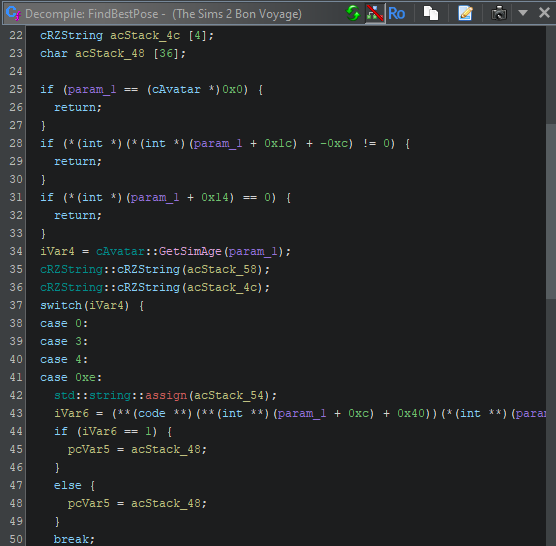 Decompile: FindBestPose - (The Sims 2 Bon Voyage)
Ro
22 cRZString acStack_4c [4];
23 char acStack_48 [36];
24
25 if (param_1 == (cAvatar *)0x0) {
26 return;
27 }
28 if (*(int *)(*(int *)(param_1 + 0x1c) + -0xc) != 0) {
29 return;
30 }
31 if (*(int *)(param_1 + 0x14) == 0) {
32 return;
33 }
34 iVar4 = cAvatar::GetSimAge(param_1);
35 cRZString::cRZString(acStack_58);
36 cRZString::cRZString(acStack_4c);
37 switch(iVar4) {
38 case 0:
39 case 3:
40 case 4:
41 case 0xe:
42 std::string::assign(acStack_54);
43 iVar6 = (**(code **)(**(int **)(param_1 + 0xc) + 0x40))(*(int **)(param
44 if (iVar6 == 1) {
45 pcVar5 = acStack_48;
46 }
47 else {
48 pcVar5 = acStack_48;
49 }
50 break;